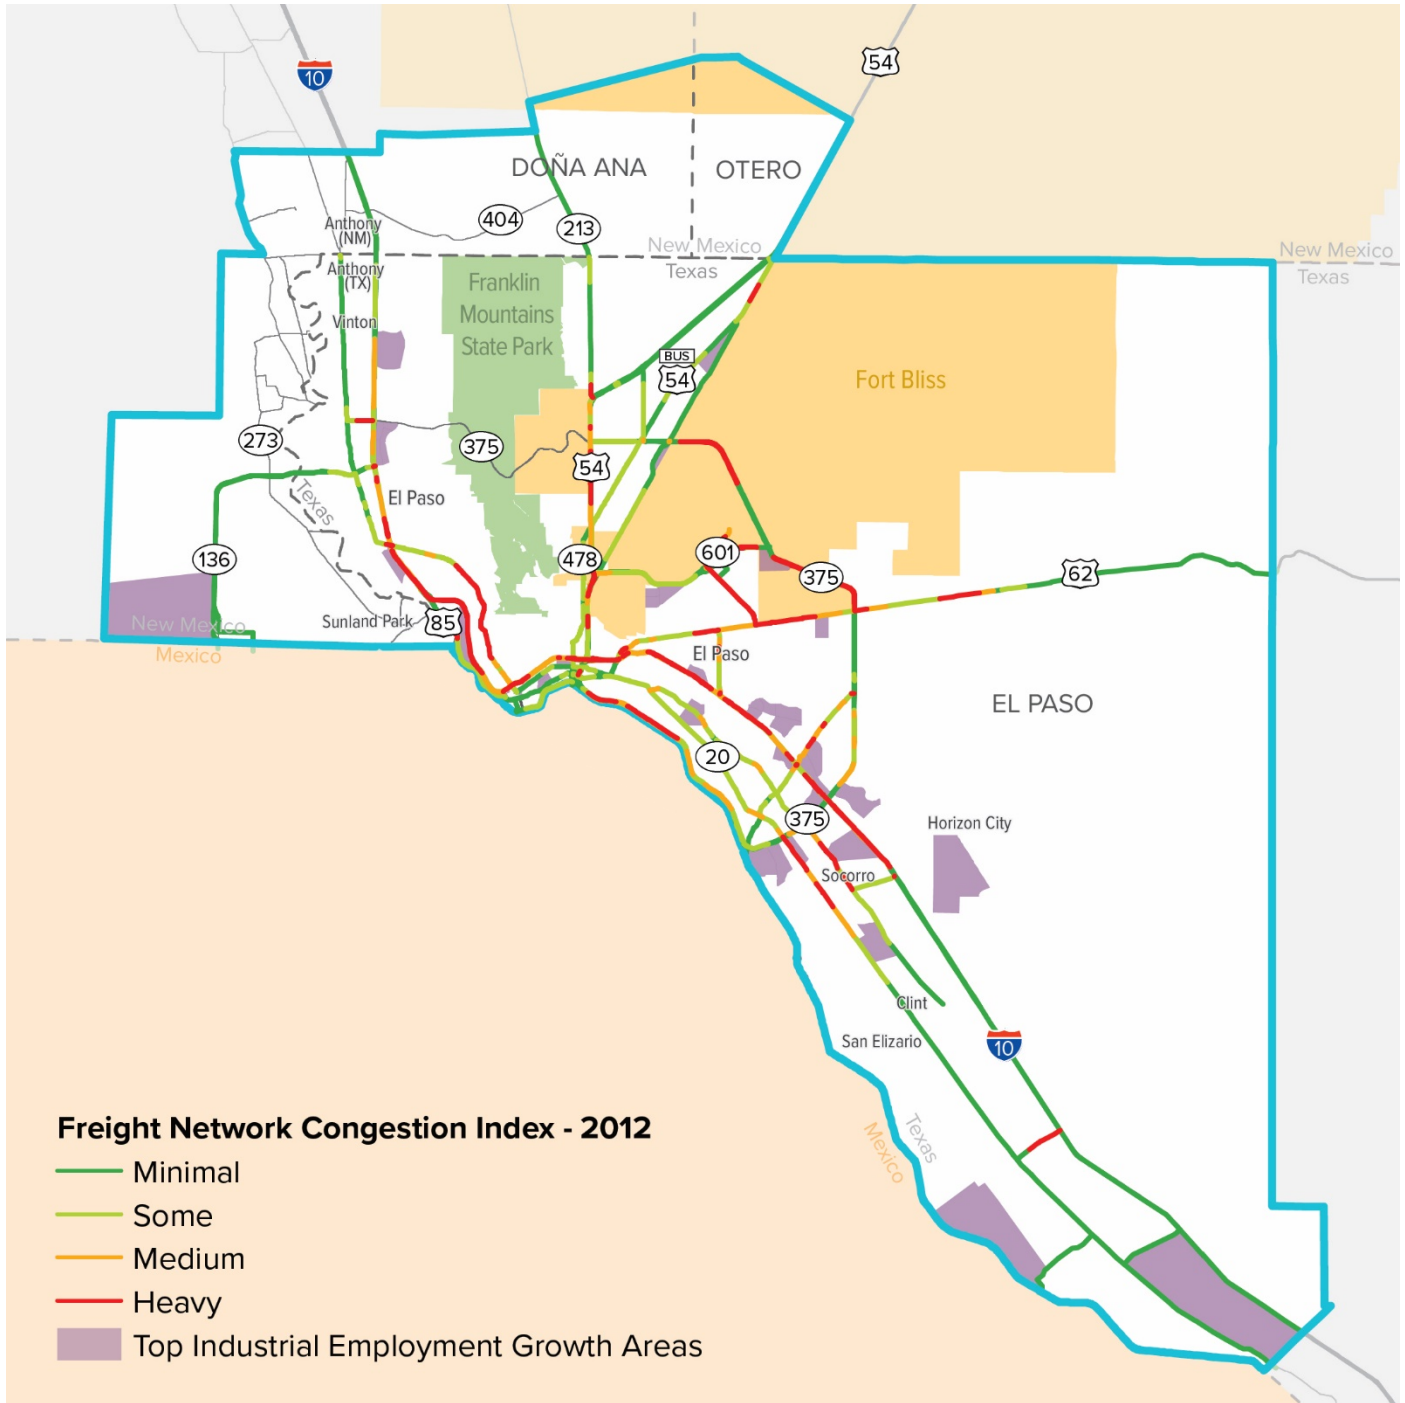 54
10
DOÑA ANA
OTERO
404
213
Anthony
(NM)
New Mexico
Texas
New Mexico
Texas
Anthony
(TX)
Franklin
Mountains
State Park
Vinton
BUS
54
Fort Bliss
273
375
54
El Paso
Texas
136
478
601
375
62
New Mexico
Mexico
Sunland Park
85
El Paso
EL PASO
20
375
Horizon City
Socorro
Clint
San Elizario
10
Texas
Mexico
Freight Network Congestion Index - 2012
Minimal
Some
Medium
Heavy
Top Industrial Employment Growth Areas